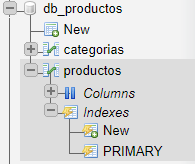 db_productos
New
categorias
productos
Columns
Indexes
New
PRIMARY